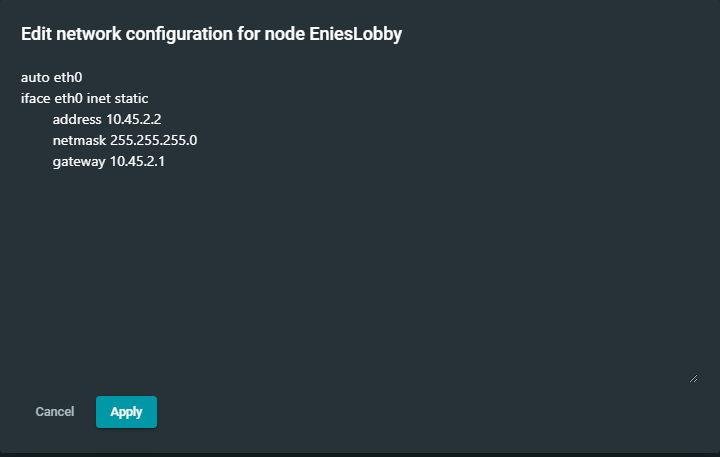 Edit network configuration for node EniesLobby
auto eth0
iface eth0 inet static
address 10.45.2.2
netmask 255.255.255.0
gateway 10.45.2.1
Cancel
Apply